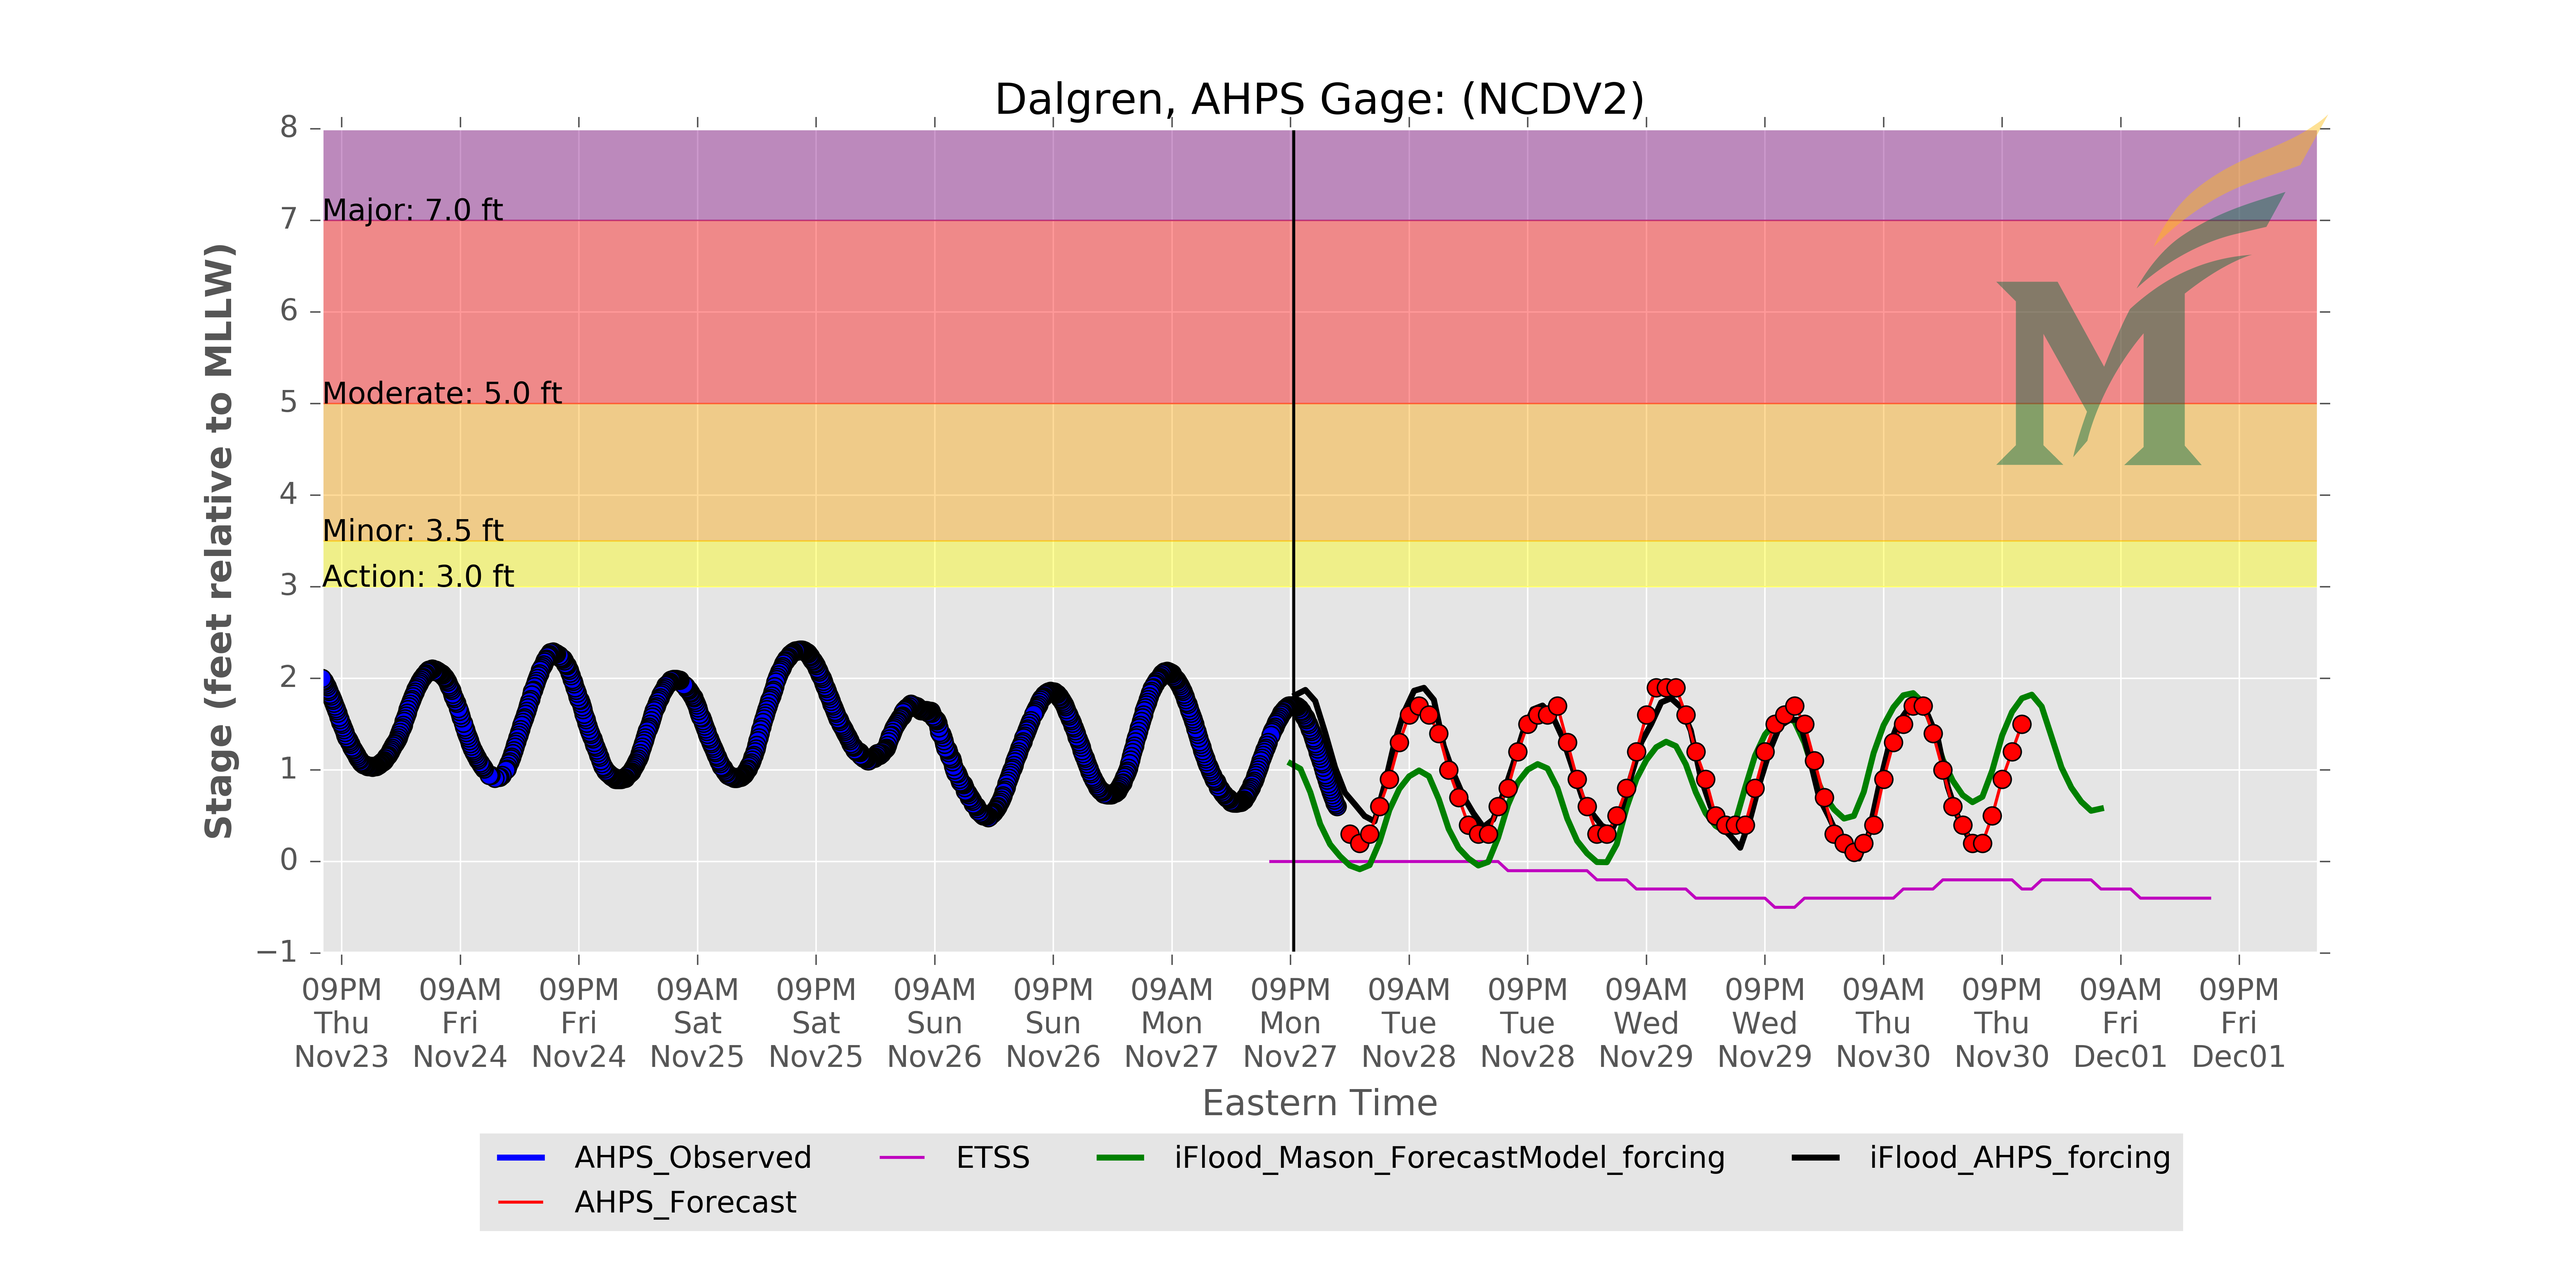 Dalgren, AHPS Gage: (NCDV2)
Stage (feet relative to MLLW)
8
7
6
5
4
3
2
1
0
−1
Major: 7.0 ft
Moderate: 5.0 ft
Minor: 3.5 ft
Action: 3.0 ft
M
09PM 09AM 09PM 09AM 09PM 09AM 09PM 09AM 09PM 09AM 09PM 09AM 09PM 09AM 09PM 09AM 09PM
Thu Fri Fri Sat Sat Sun Sun Mon Mon Tue Tue Wed Wed Thu Thu Fri Fri
Nov23 Nov24 Nov24 Nov25 Nov25 Nov26 Nov26 Nov27 Nov27 Nov28 Nov28 Nov29 Nov29 Nov30 Nov30 Dec01 Dec01
Eastern Time
AHPS_Observed ETSS iFlood_Mason_ForecastModel_forcing iFlood_AHPS_forcing
AHPS_Forecast